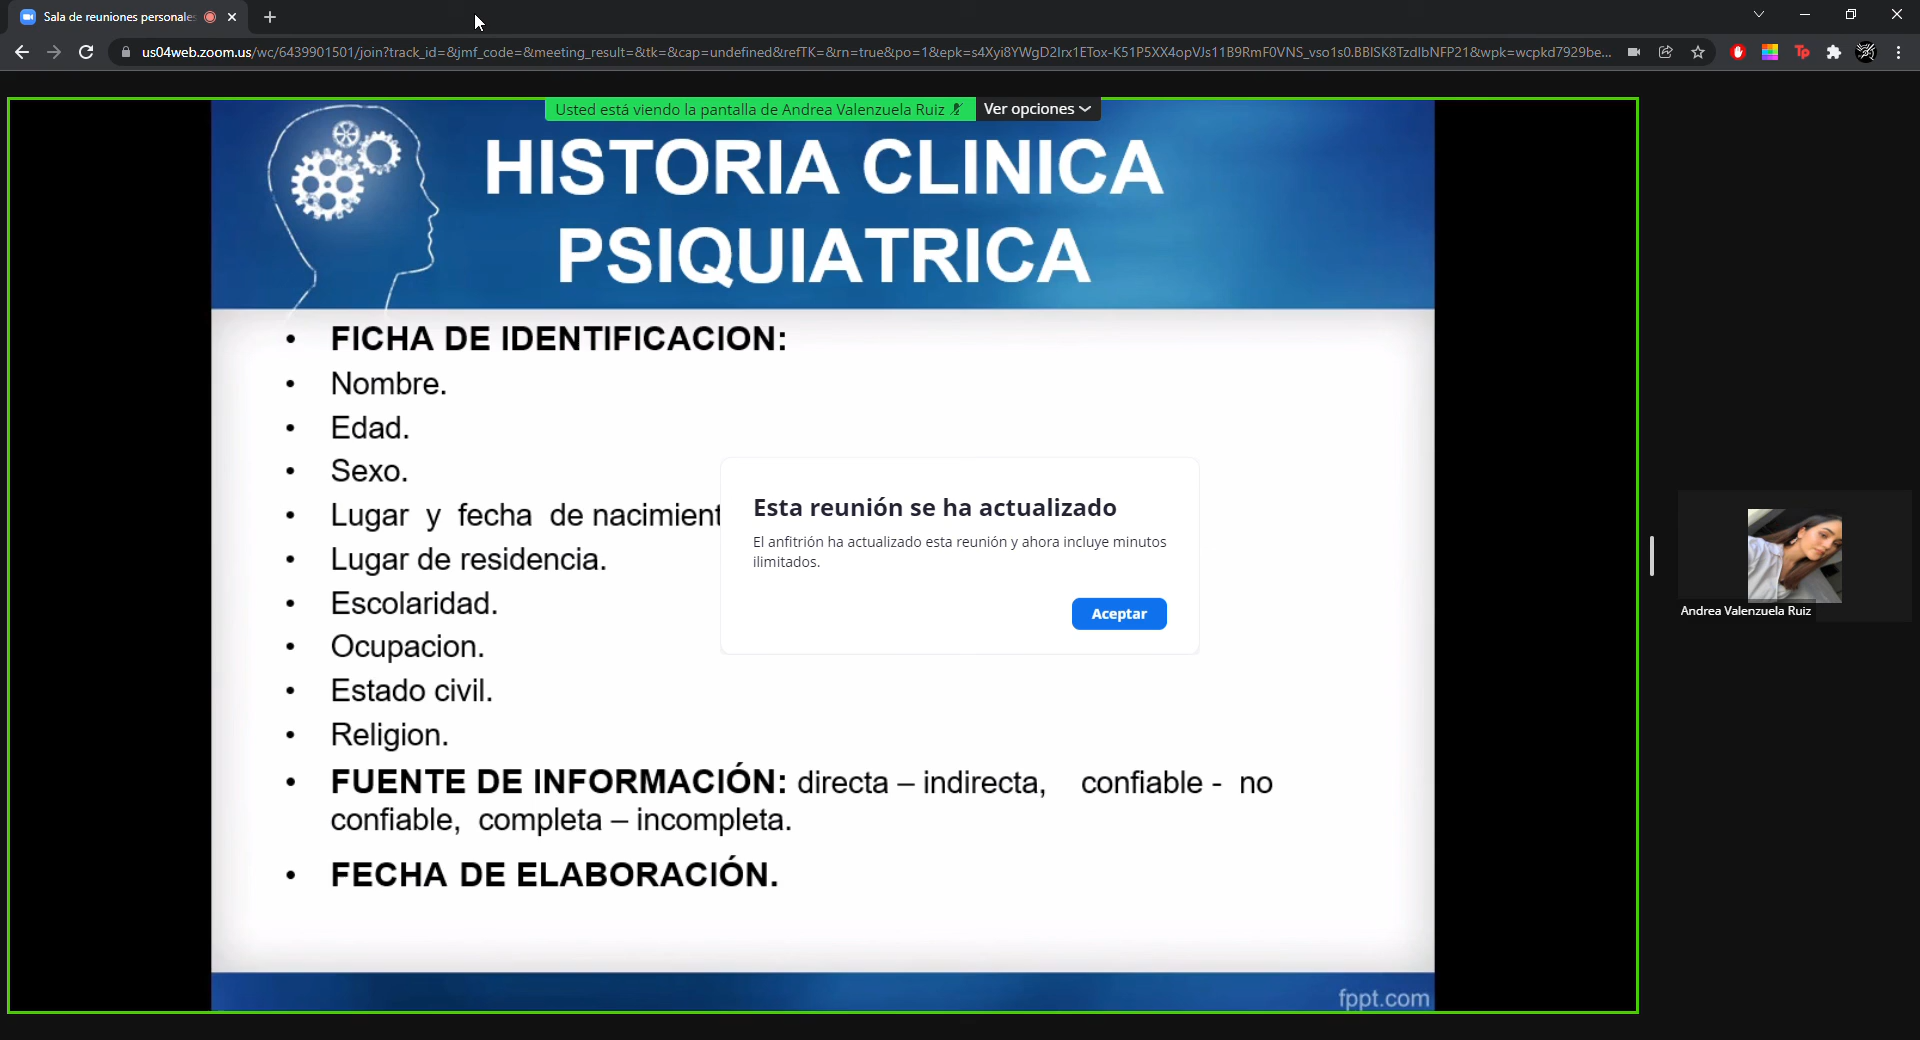 Sala de reuniones personales
us04web.zoom.us/wc/6439901501/join?track_id=&jmf_code=&meeting_result=&tk=&cap=undefined&refTK=&rn=true&po=1&epk=s4Xyi8YWgD2Irx1ETox-K51P5XX4opVJs11B9RmF0VNS_vso1s0.BBISK8TzdIbNFP21&wpk=wcpkd7929be...
Tp
Usted está viendo la pantalla de Andrea Valenzuela Ruiz
Ver opciones
HISTORIA CLINICA
PSIQUIATRICA
• FICHA DE IDENTIFICACION:
• Nombre.
• Edad.
• Sexo.
• Lugar y fecha de nacimient
• Lugar de residencia.
• Escolaridad.
• Ocupacion.
• Estado civil.
• Religion.
• FUENTE DE INFORMACIÓN: directa – indirecta, confiable - no
confiable, completa – incompleta.
• FECHA DE ELABORACIÓN.
fppt.com
Esta reunión se ha actualizado
El anfitrión ha actualizado esta reunión y ahora incluye minutos
ilimitados.
Aceptar
Andrea Valenzuela Ruiz